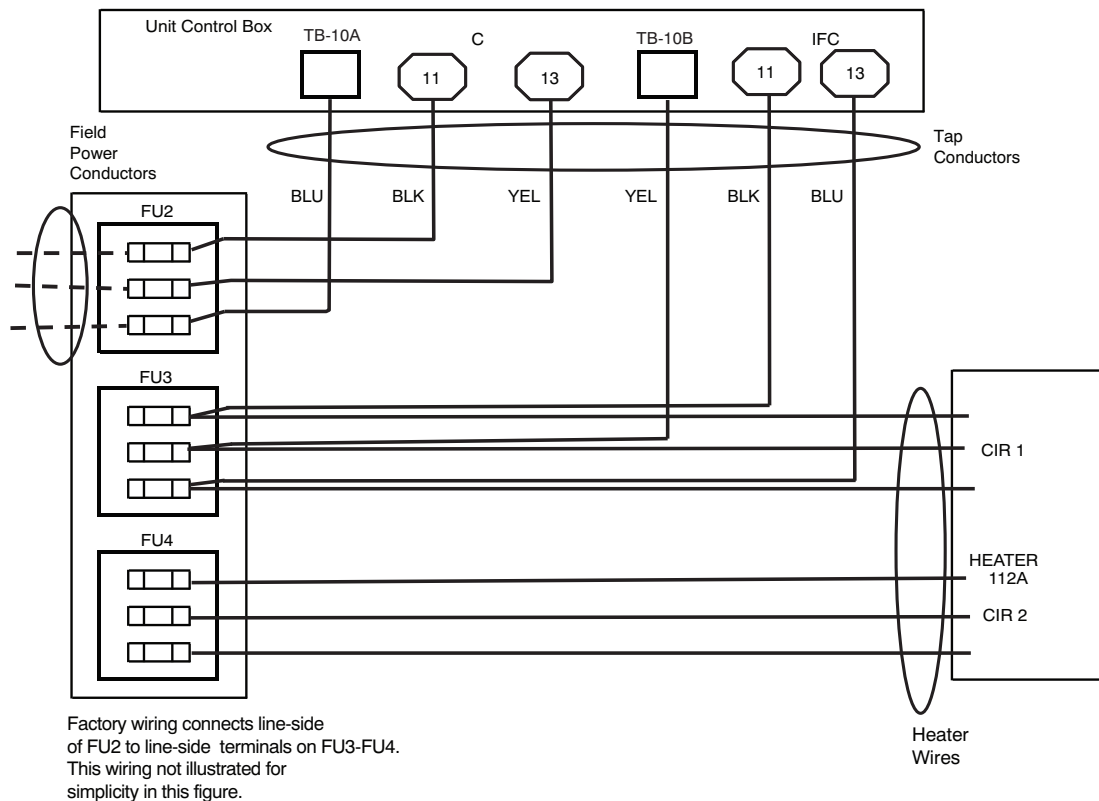 Unit Control Box
TB-10A
C
TB-10B
IFC
11
13
11
13
Field
Power
Conductors
Tap
Conductors
BLU
BLK
YEL
YEL
BLK
BLU
FU2
FU3
CIR 1
FU4
HEATER
112A
CIR 2
Factory wiring connects line-side
of FU2 to line-side terminals on FU3-FU4.
This wiring not illustrated for
simplicity in this figure.
Heater
Wires